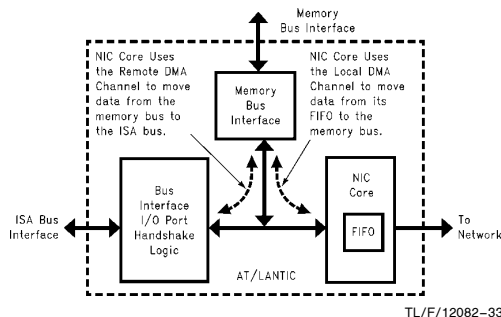 Memory
Bus Interface
NIC Core Uses
the Remote DMA
Channel to move
data from the
memory bus to
the ISA bus.
NIC Core Uses
the Local DMA
Channel to move
data from its
FIFO to the
memory bus.
Memory
Bus
Interface
Bus
Interface
I/O Port
Handshake
Logic
NIC
Core
FIFO
ISA Bus
Interface
To
Network
AT/LANTIC
TL/F/12082-33